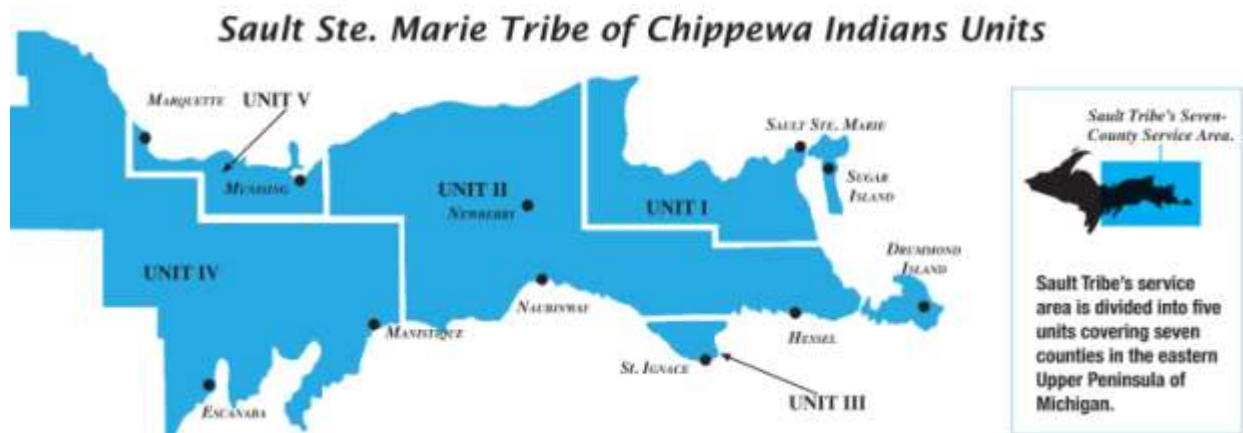 Sault Ste. Marie Tribe of Chippewa Indians Units
MARQUETTE
UNIT V
MUNISING
SAULT STE. MARIE
SUGAR
ISLAND
UNIT II
NEWBERRY
UNIT I
DRUMMOND
ISLAND
UNIT IV
NAUBINWAY
MANISTIQUE
HESSEL
ST. IGNACE
ESCANABA
UNIT III
Sault Tribe's Seven-
County Service Area.
Sault Tribe's service
area is divided into five
units covering seven
counties in the eastern
Upper Peninsula of
Michigan.